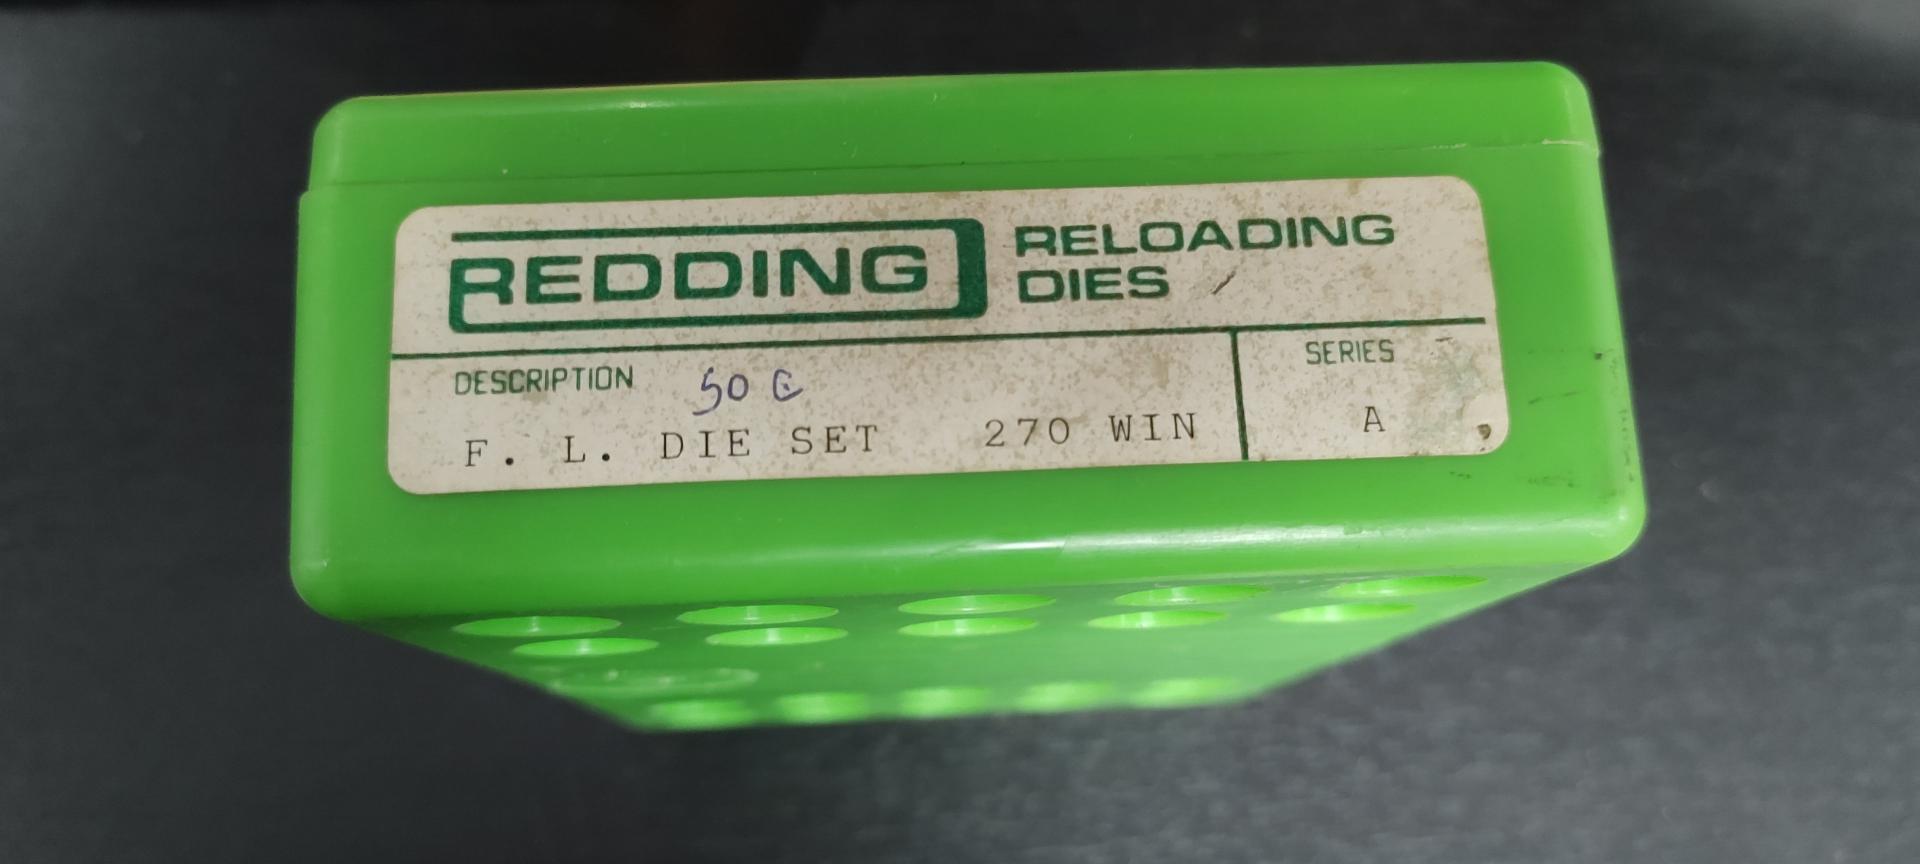 REDDING
RELOADING
DIES
DESCRIPTION
50 G
F. L. DIE SET 270 WIN
SERIES
A